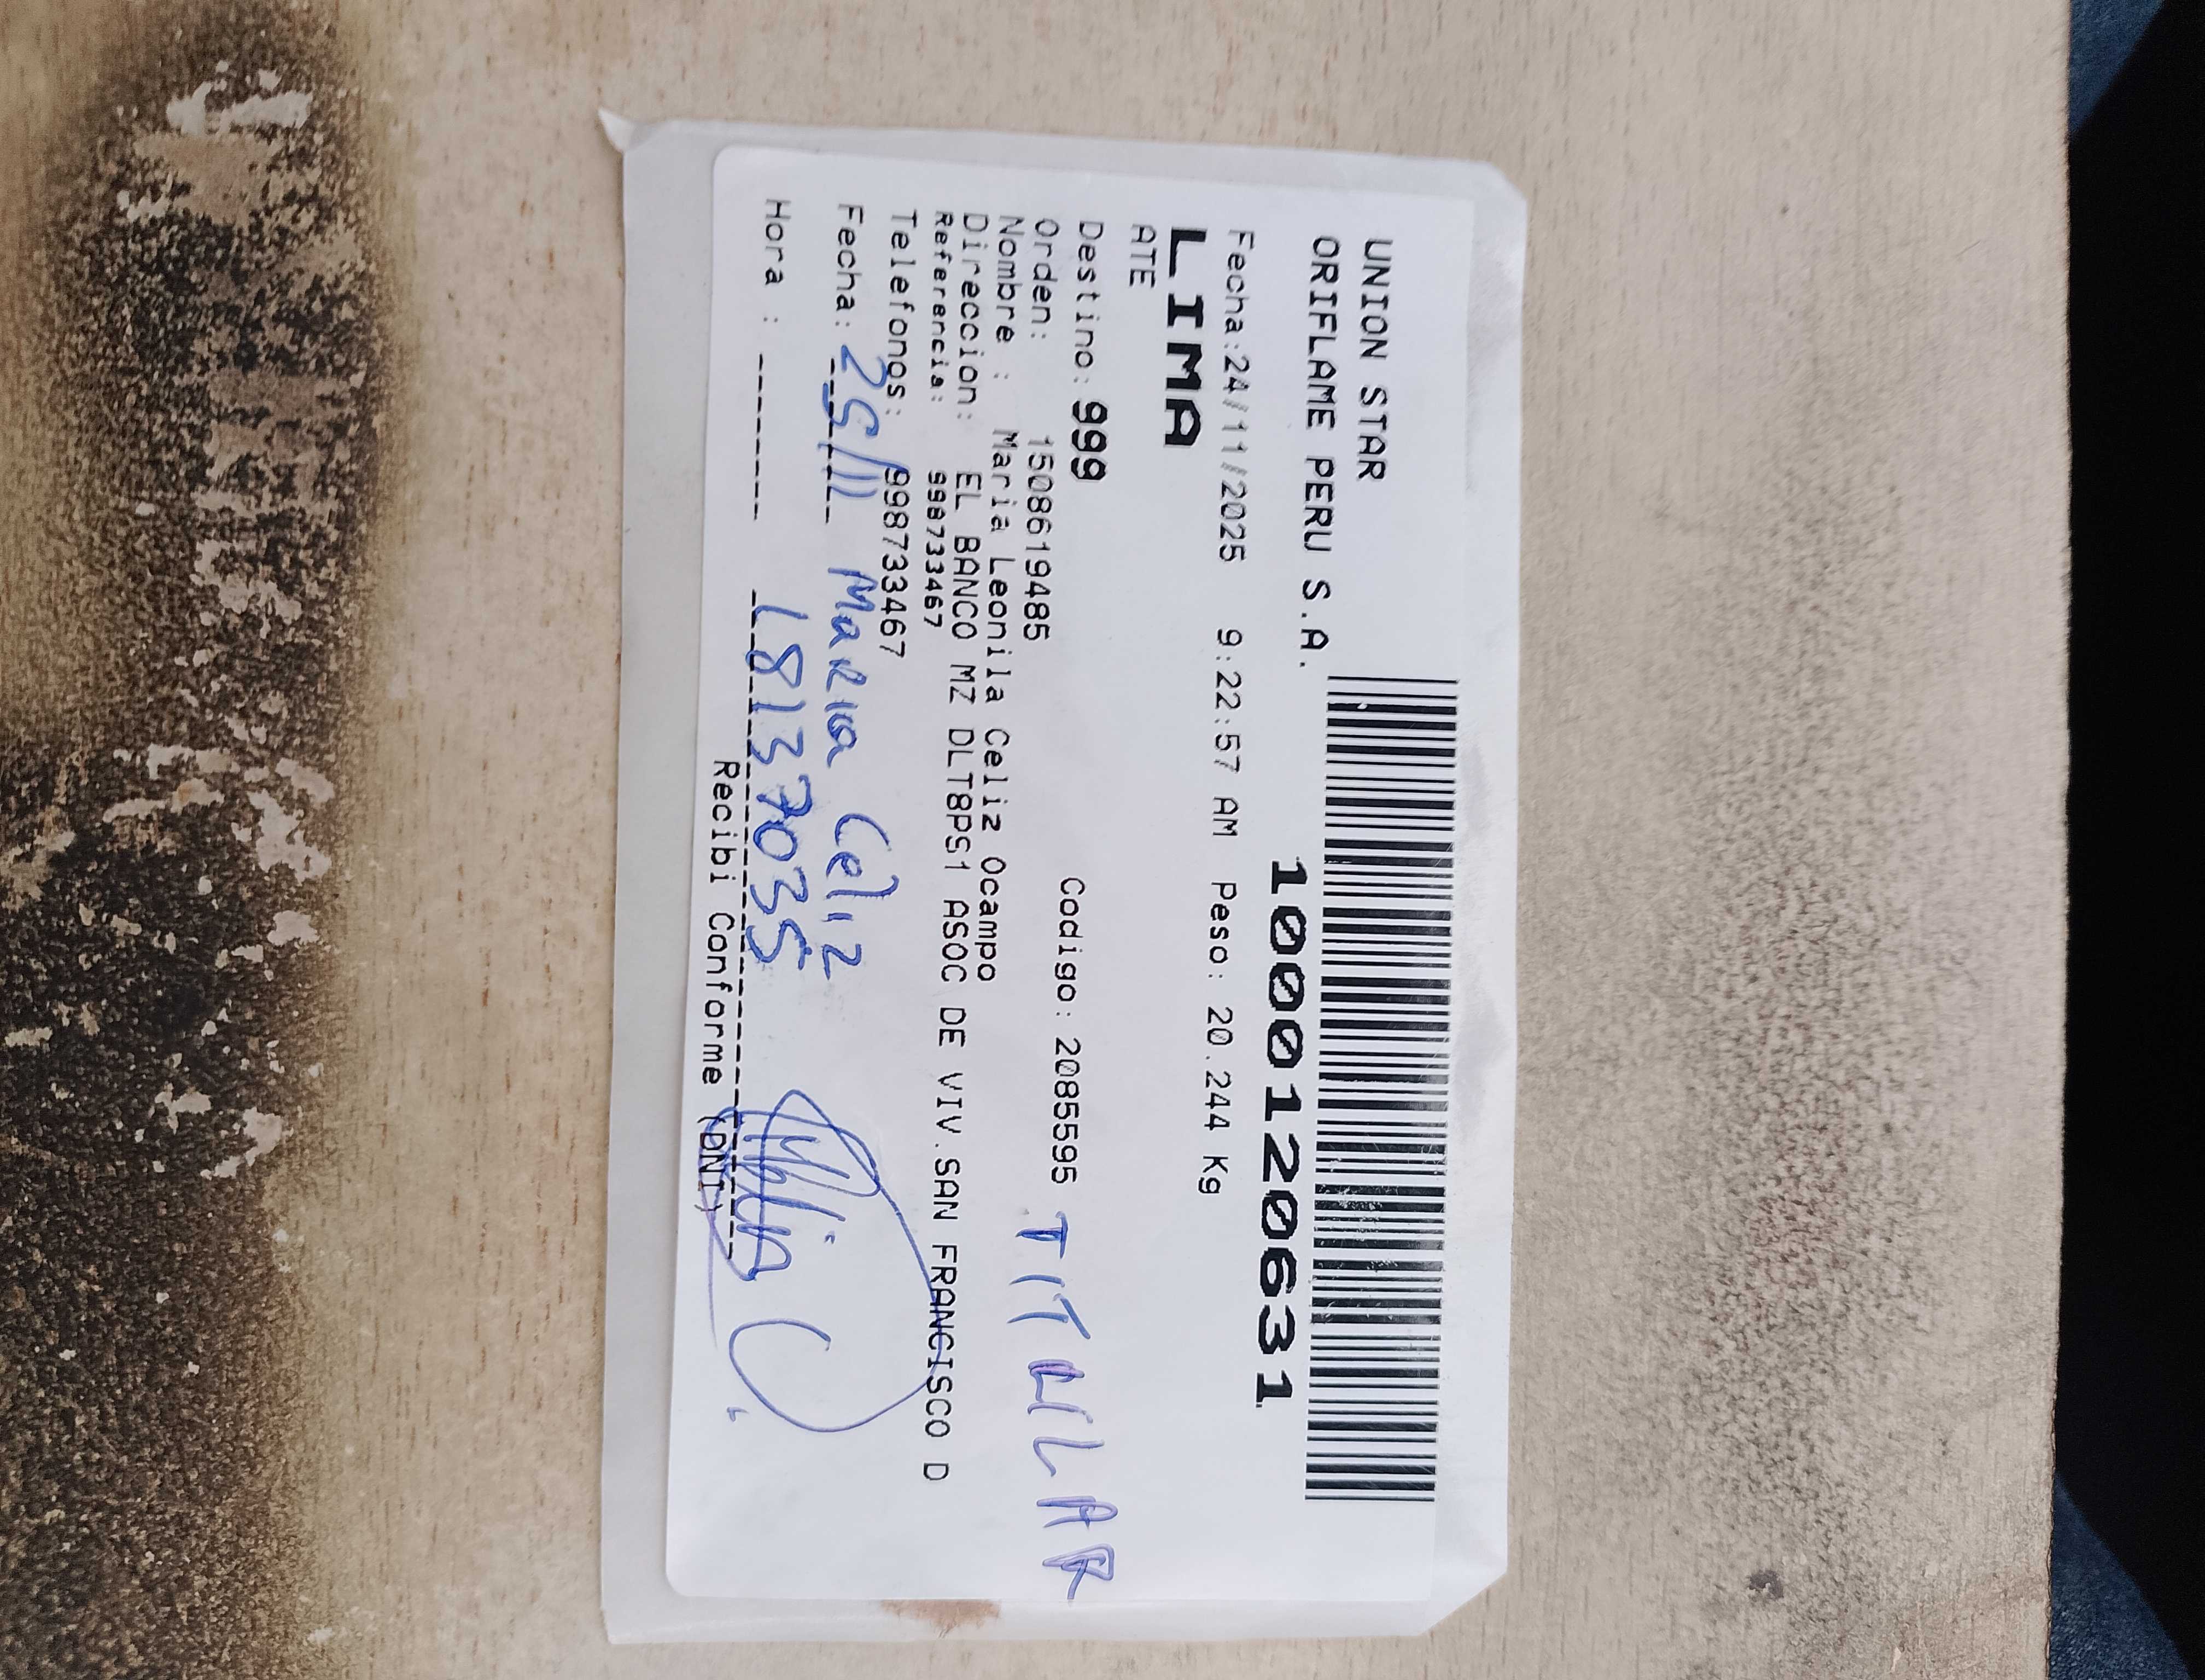 UNION STAR
ORIFLAME PERU S.A.
1000120631
Fecha:24/11/2025 9:22:57 AM Peso: 20.244 Kg
LIMA
ATE
Destino: 999 Codigo: 2085595
TITULAR
Orden: 1508619485
Nombre : Maria Leonila Celiz Ocampo
Direccion: EL BANCO MZ DLT8PS1 ASOC DE VIV.SAN FRANCISCO D
Referencia: 998733467
Telefonos: 998733467
Fecha: 25/11 Maria Celiz
Hora : 18137035
Recibi Conforme (DNI)